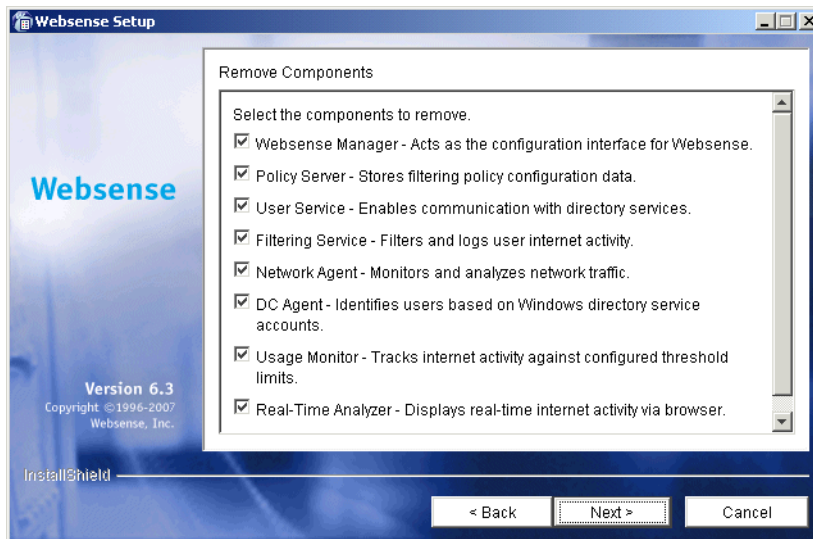 Websense Setup
Remove Components
Select the components to remove.
Websense Manager - Acts as the configuration interface for Websense.
Policy Server - Stores filtering policy configuration data.
User Service - Enables communication with directory services.
Filtering Service - Filters and logs user internet activity.
Network Agent - Monitors and analyzes network traffic.
DC Agent - Identifies users based on Windows directory service
accounts.
Usage Monitor - Tracks internet activity against configured threshold
limits.
Real-Time Analyzer - Displays real-time internet activity via browser.
Websense
Version 6.3
Copyright ©1996-2007
Websense, Inc.
InstallShield
< Back
Next >
Cancel